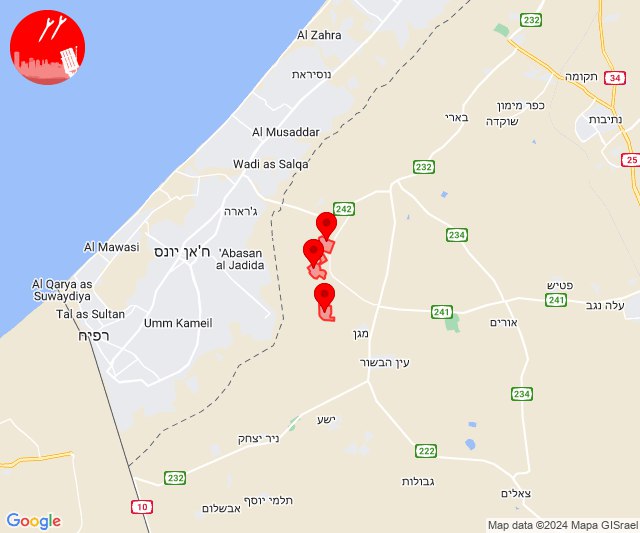 Al Zahra
232
תקומה
34
נוסיראת
כפר מימון
שוקדה
נתיבות
בארי
Al Musaddar
25
Wadi as Salqa
232
242
ג'רארה
234
Al Mawasi
ח'אן יונס
'Abasan
al Jadida
Al Qarya as
Suwaydiya
פטיש
241
עלה נגב
Tal as Sultan
241
Umm Kameil
אורים
רפיח
מגן
עין הבשור
234
ישע
ניר יצחק
222
232
גבולות
צאלים
10
אבשלום
תלמי יוסף
Google
Map data ©2024 Mapa GISrael